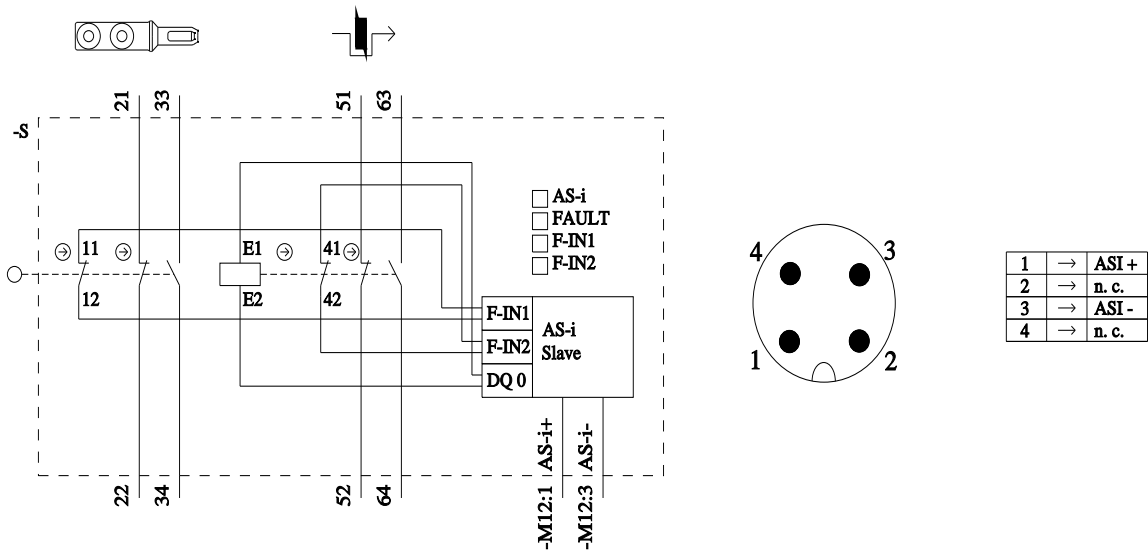 21
33
51
63
-S
AS-i
FAULT
F-IN1
F-IN2
11
E1
41
12
E2
42
F-IN1
F-IN2
DQ 0
AS-i
Slave
22
34
52
64
-M12:1 AS-i+
-M12:3 AS-i-
4
3
1
2
1 → ASI +
2 → n. c.
3 → ASI -
4 → n. c.